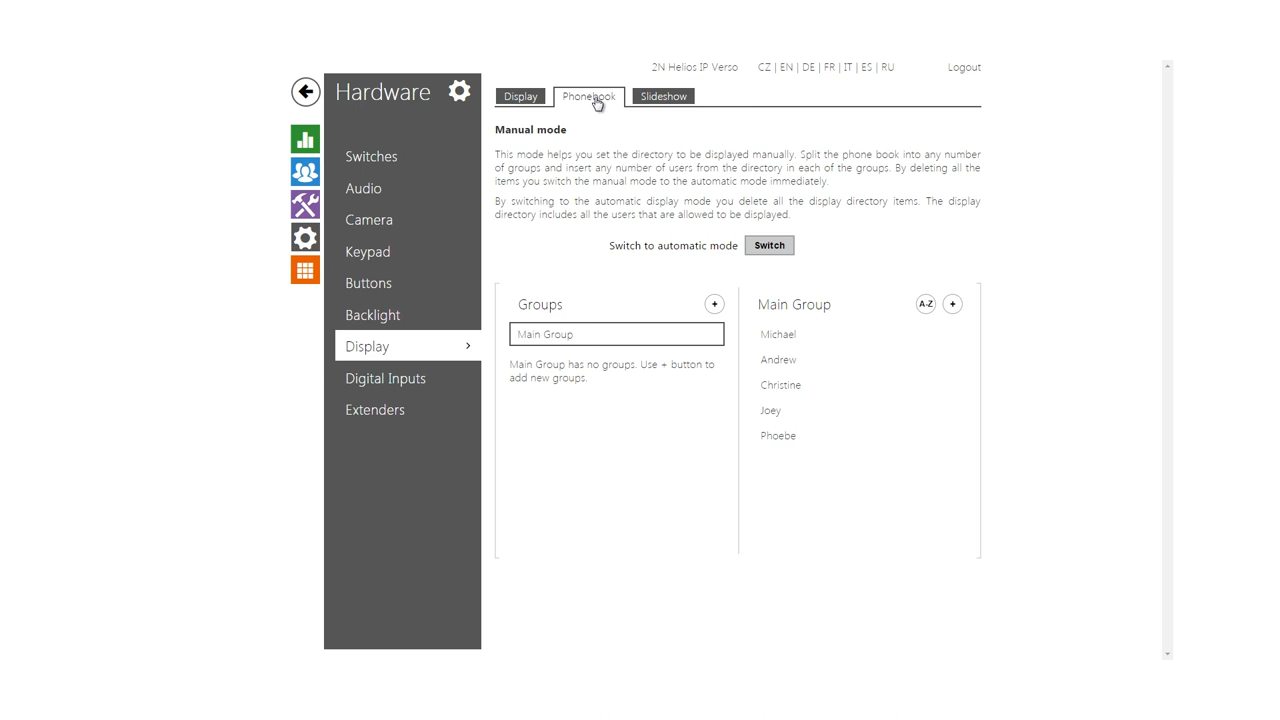 2N Helios IP Verso CZ | EN | DE | FR | IT | ES | RU Logout
Hardware
Switches
Audio
Camera
Keypad
Buttons
Backlight
Display
Digital Inputs
Extenders
Display Phonebook Slideshow
Manual mode
This mode helps you set the directory to be displayed manually. Split the phone book into any number
of groups and insert any number of users from the directory in each of the groups. By deleting all the
items you switch the manual mode to the automatic mode immediately.
By switching to the automatic display mode you delete all the display directory items. The display
directory includes all the users that are allowed to be displayed.
Switch to automatic mode Switch
Groups +
Main Group
Main Group has no groups. Use + button to
add new groups.
Main Group A-Z +
Michael
Andrew
Christine
Joey
Phoebe